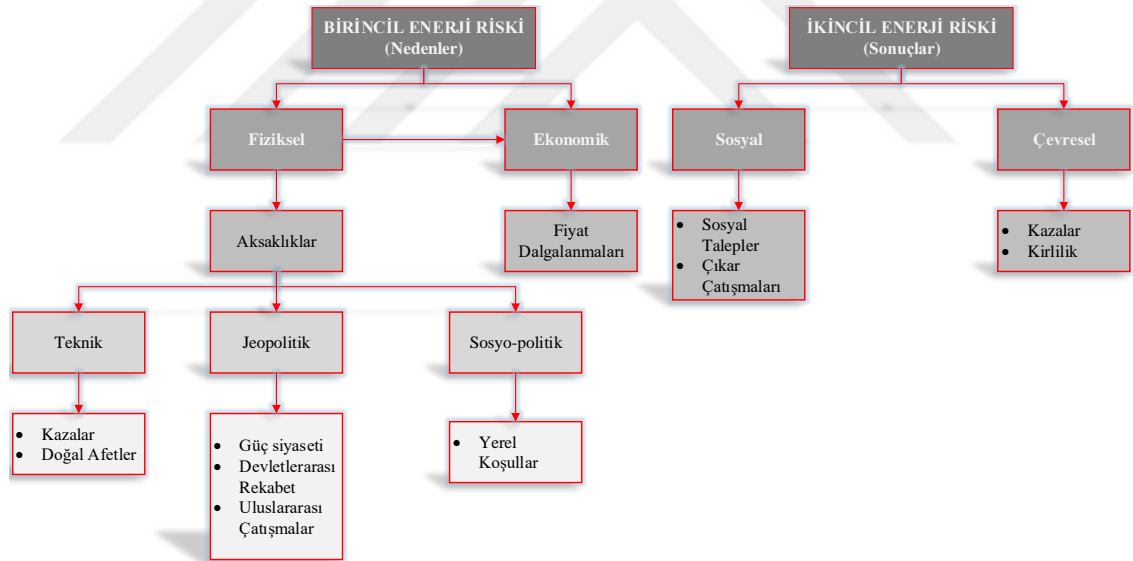 BİRİNCİL ENERJİ RİSKİ
(Nedenler)
İKİNCİL ENERJİ RİSKİ
(Sonuçlar)
Fiziksel
Ekonomik
Sosyal
Çevresel
Aksaklıklar
Fiyat
Dalgalanmaları
• Sosyal
Talepler
• Çıkar
Çatışmaları
• Kazalar
• Kirlilik
Teknik
Jeopolitik
Sosyo-politik
• Kazalar
• Doğal Afetler
• Güç siyaseti
• Devletlerarası
Rekabet
• Uluslararası
Çatışmalar
• Yerel
Koşullar